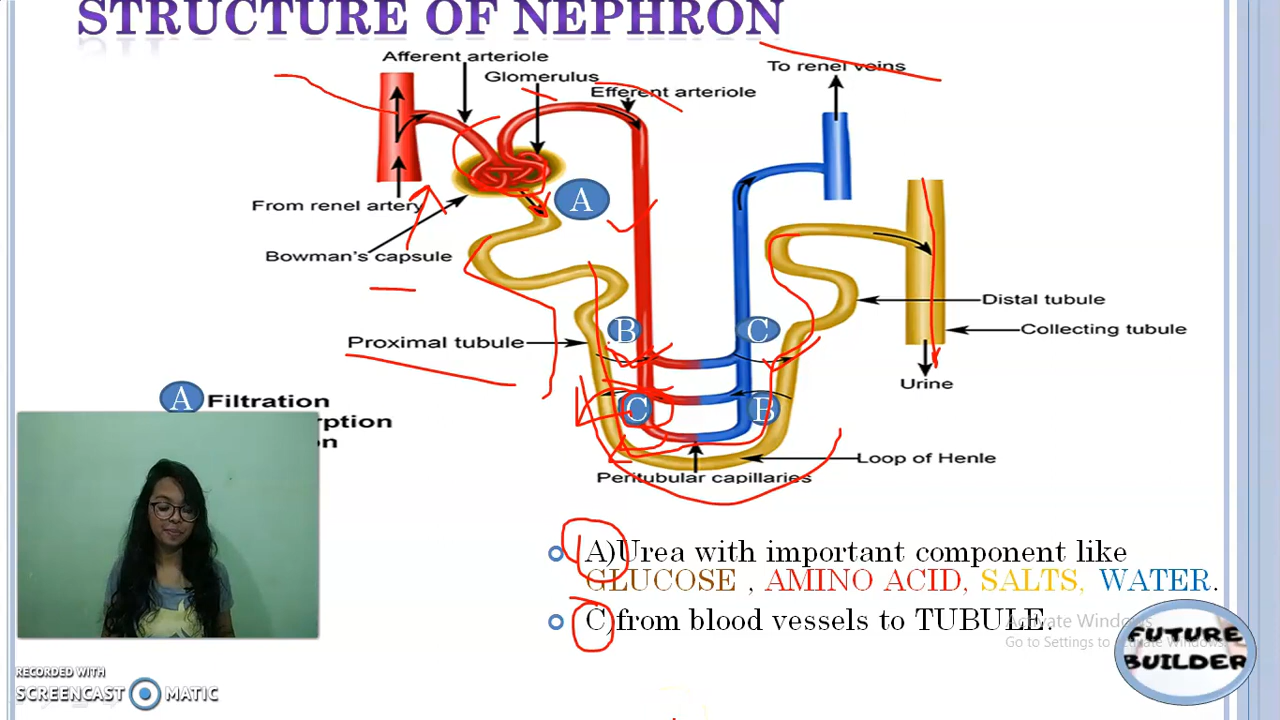 STRUCTURE OF NEPHRON
Afferent arteriole
Glomerulus
Efferent arteriole
To renel veins
From renel artery
Bowman's capsule
A
B
C
Proximal tubule
Distal tubule
Collecting tubule
Urine
C
B
Loop of Henle
Peritubular capillaries
A Filtration
rption
n
A)Urea with important component like
GLUCOSE , AMINO ACID, SALTS, WATER.
C)from blood vessels to TUBULE.
Activate Windows
Go to Settings to Activate Windows.
FUTURE
BUILDER
RECORDED WITH
SCREENCAST MATIC